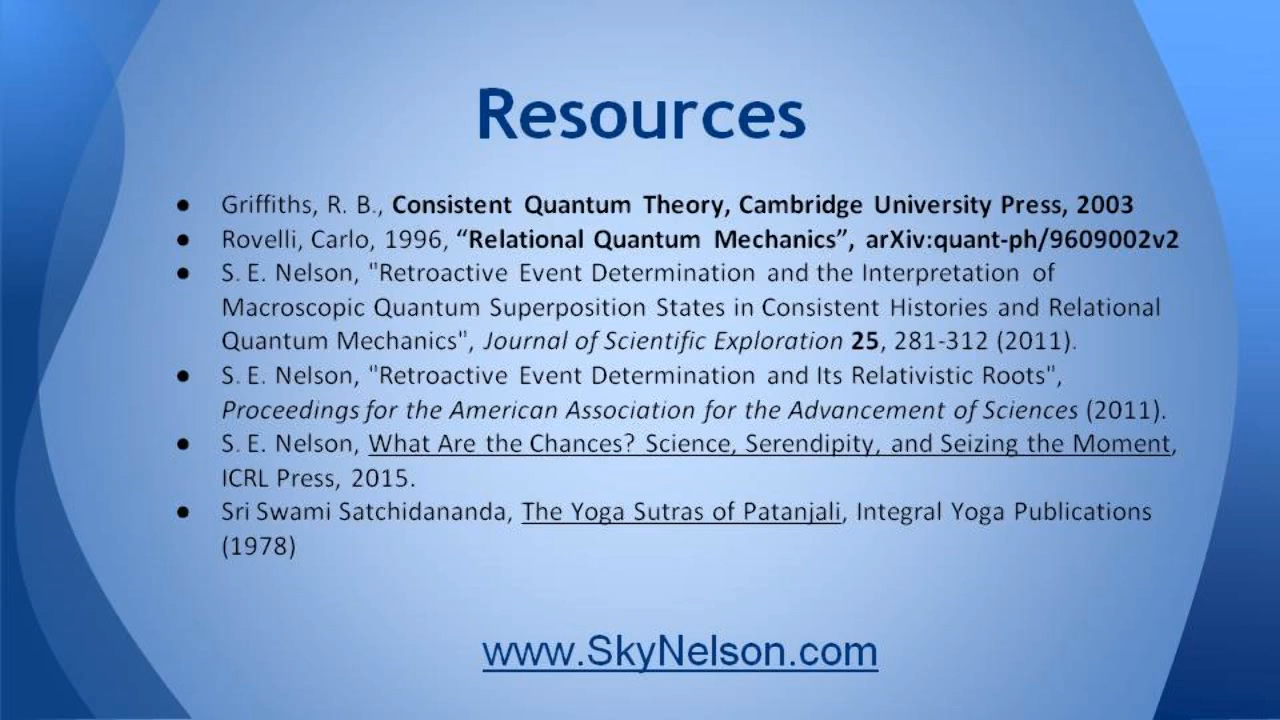 Resources
● Griffiths, R. B., Consistent Quantum Theory, Cambridge University Press, 2003
● Rovelli, Carlo, 1996, “Relational Quantum Mechanics”, arXiv:quant-ph/9609002v2
● S. E. Nelson, "Retroactive Event Determination and the Interpretation of
Macroscopic Quantum Superposition States in Consistent Histories and Relational
Quantum Mechanics", Journal of Scientific Exploration 25, 281-312 (2011).
● S. E. Nelson, "Retroactive Event Determination and Its Relativistic Roots",
Proceedings for the American Association for the Advancement of Sciences (2011).
● S. E. Nelson, What Are the Chances? Science, Serendipity, and Seizing the Moment,
ICRL Press, 2015.
● Sri Swami Satchidananda, The Yoga Sutras of Patanjali, Integral Yoga Publications
(1978)
www.SkyNelson.com